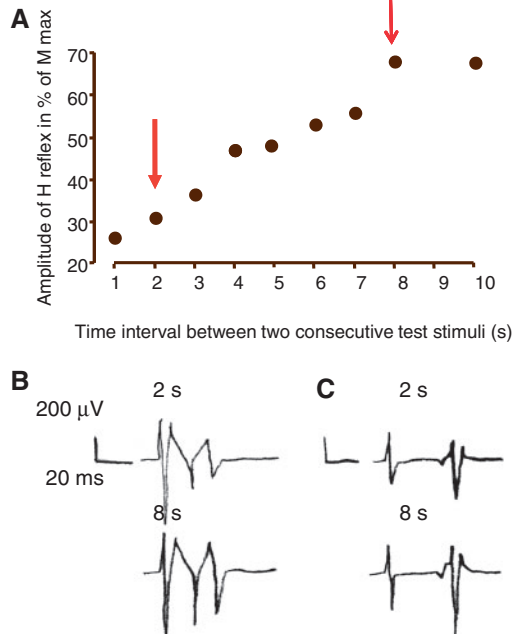 A
Amplitude of H reflex in % of M max
70
60
50
40
30
20
1 2 3 4 5 6 7 8 9 10
Time interval between two consecutive test stimuli (s)
B
2 s
200 μV
20 ms
8 s
C
2 s
8 s